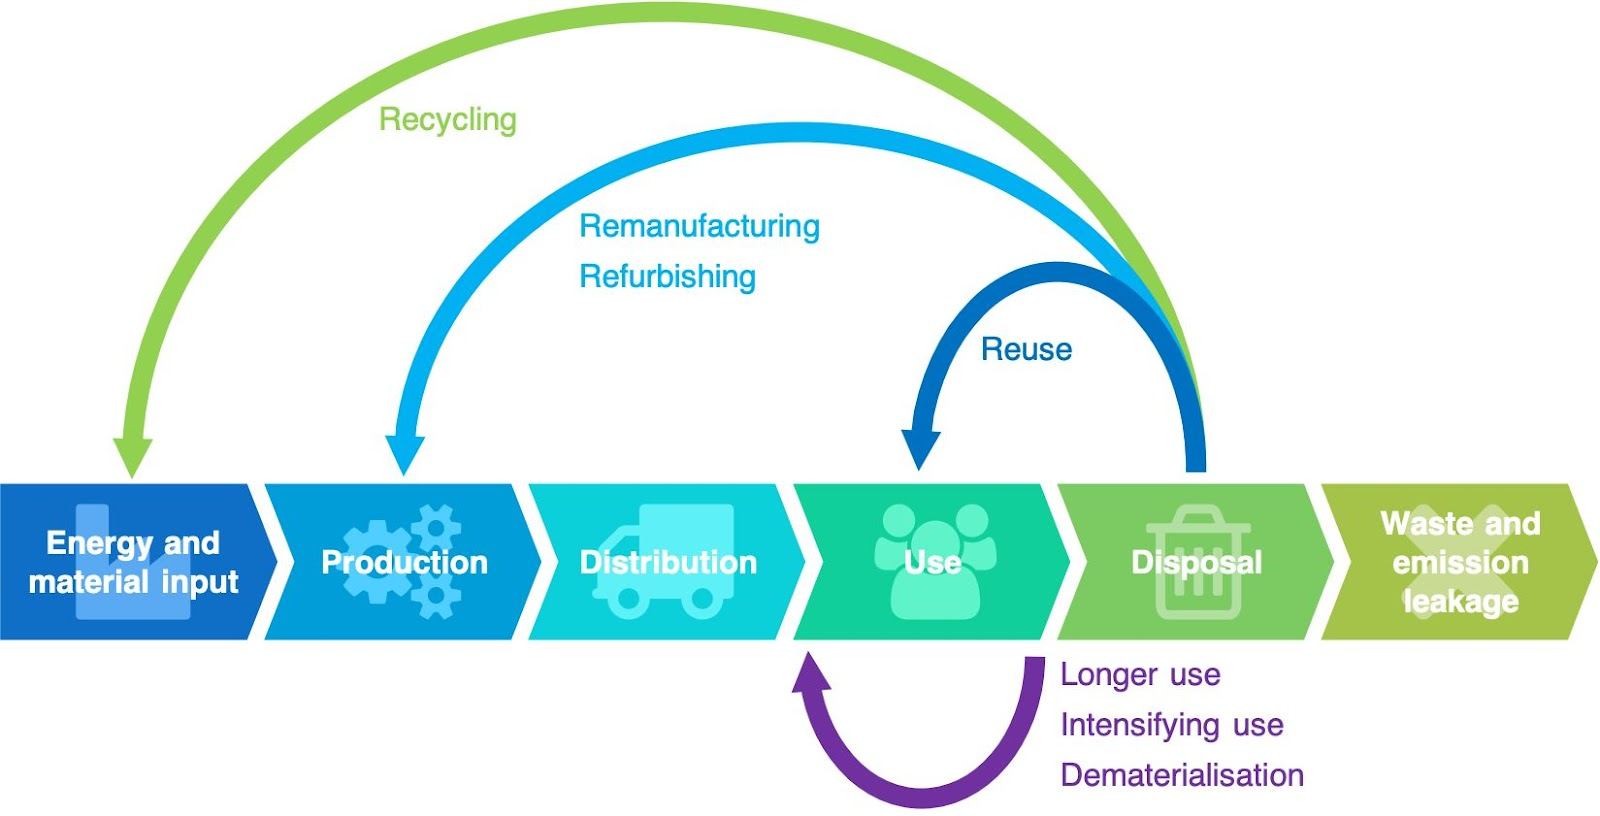 Recycling
Remanufacturing
Refurbishing
Reuse
Energy and
material input
Production
Distribution
Use
Disposal
Waste and
emission
leakage
Longer use
Intensifying use
Dematerialisation